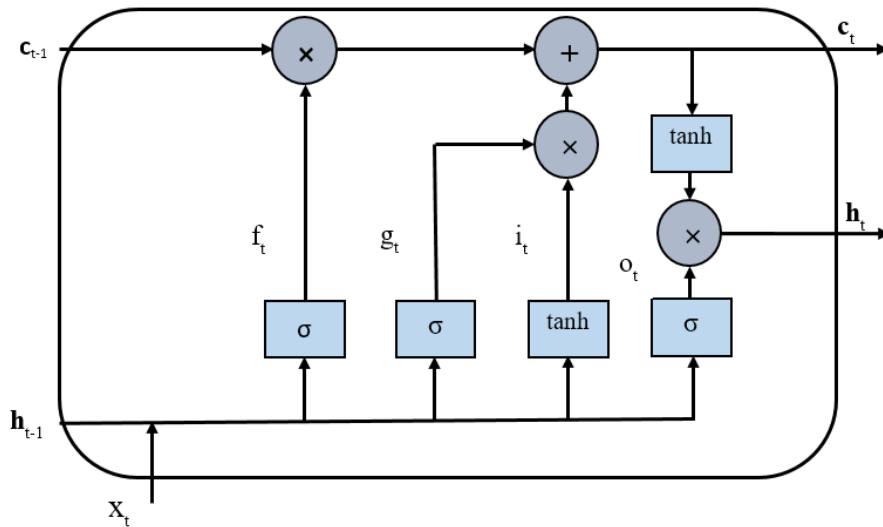 c_t-1
×
+
c_t
×
tanh
f_t
g_t
i_t
×
h_t
o_t
σ
σ
tanh
σ
h_t-1
x_t